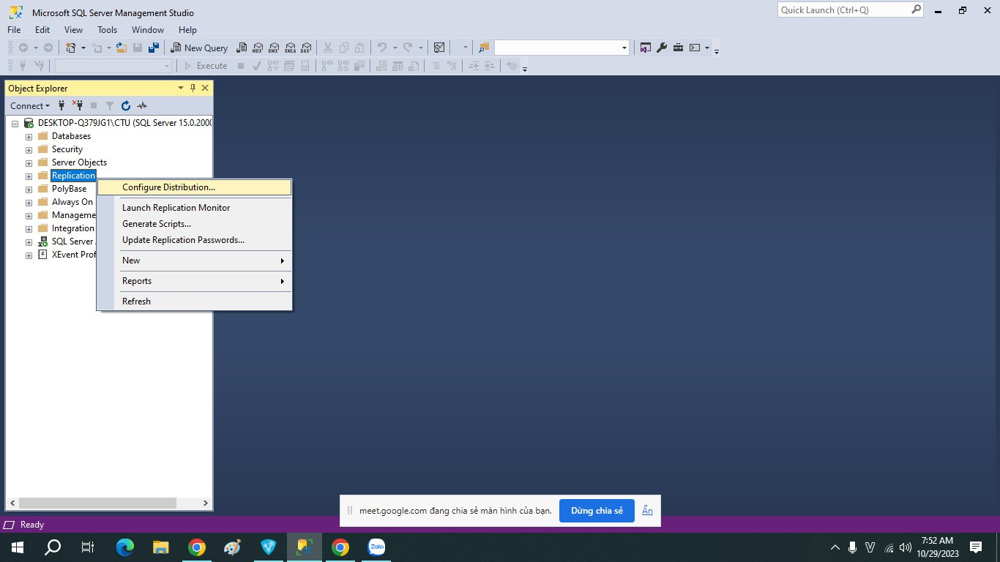 Microsoft SQL Server Management Studio
Quick Launch (Ctrl+Q)
File Edit View Tools Window Help
New Query
MDX DMX XMLA DAX
Execute
Object Explorer
Connect
DESKTOP-Q379JG1\CTU (SQL Server 15.0.2000
Databases
Security
Server Objects
Replication
PolyBase
Always On
Manageme
Integration
SQL Server
XEvent Prof
Configure Distribution...
Launch Replication Monitor
Generate Scripts...
Update Replication Passwords...
New
Reports
Refresh
meet.google.com đang chia sẻ màn hình của bạn.
Dừng chia sẻ
Ẩn
Ready
Zalo
V
7:52 AM
10/29/2023